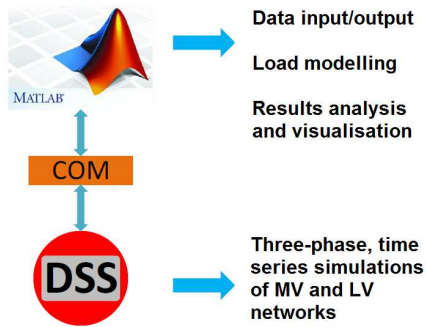 Data input/output
Load modelling
MATLAB®
Results analysis
and visualisation
COM
DSS
Three-phase, time
series simulations
of MV and LV
networks